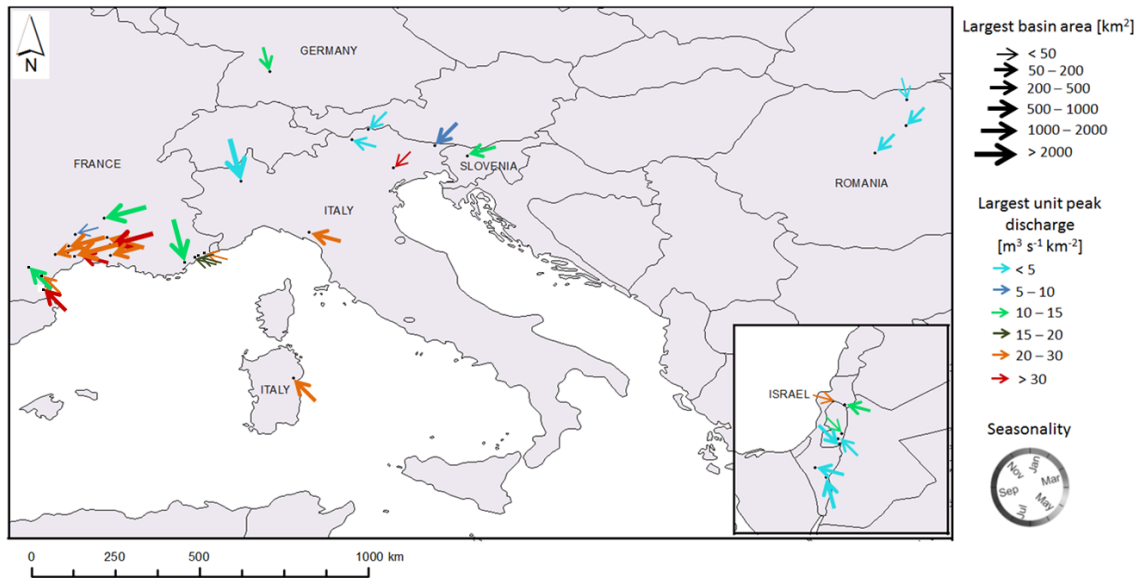 N
GERMANY
FRANCE
SLOVENIA
ITALY
ROMANIA
ITALY
ISRAEL
0 250 500 1000 km
Largest basin area [km²]
< 50
50 – 200
200 – 500
500 – 1000
1000 – 2000
> 2000
Largest unit peak
discharge
[m³ s⁻¹ km⁻²]
< 5
5 – 10
10 – 15
15 – 20
20 – 30
> 30
Seasonality
Jan
Mar
May
Jul
Sep
Nov